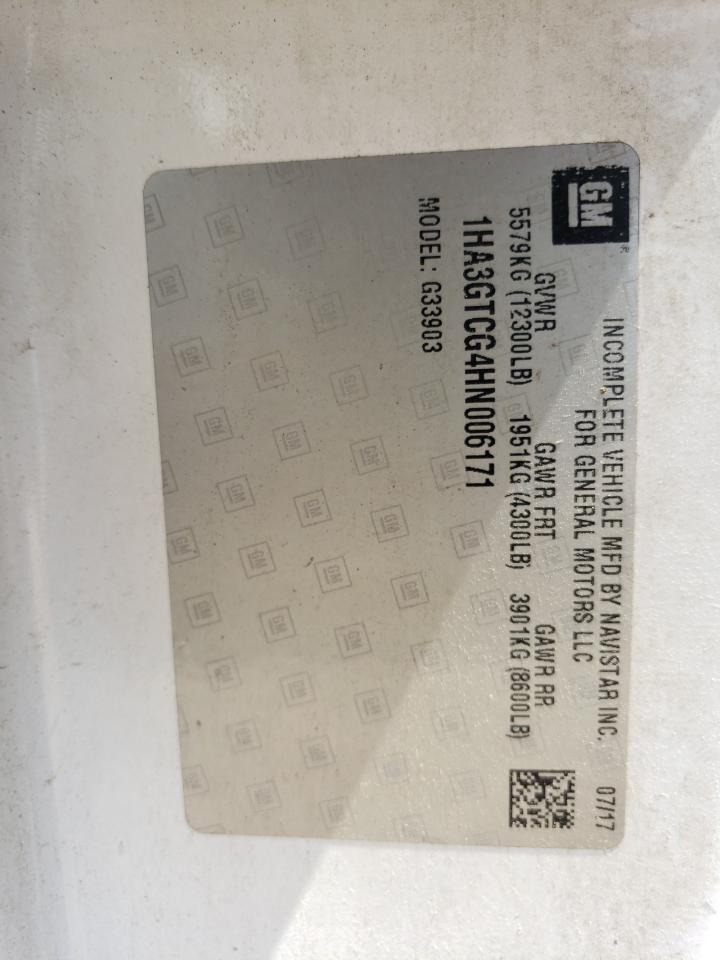 GM
INCOMPLETE VEHICLE MFD BY NAVISTAR INC. 07/17
FOR GENERAL MOTORS LLC
GVWR GAWR FRT GAWR RR
5579KG (12300LB) 1951KG (4300LB) 3901KG (8600LB)
1HA3GTCG4HN006171
MODEL: G33903